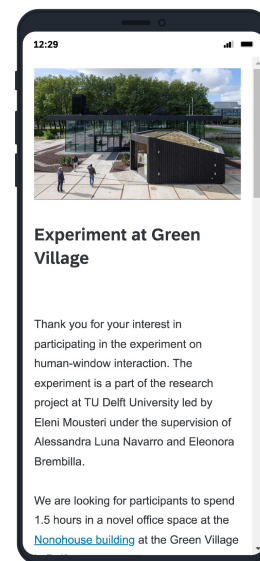 12:29
Experiment at Green
Village
Thank you for your interest in
participating in the experiment on
human-window interaction. The
experiment is a part of the research
project at TU Delft University led by
Eleni Mousteri under the supervision of
Alessandra Luna Navarro and Eleonora
Brembilla.
We are looking for participants to spend
1.5 hours in a novel office space at the
Nonohouse building at the Green Village